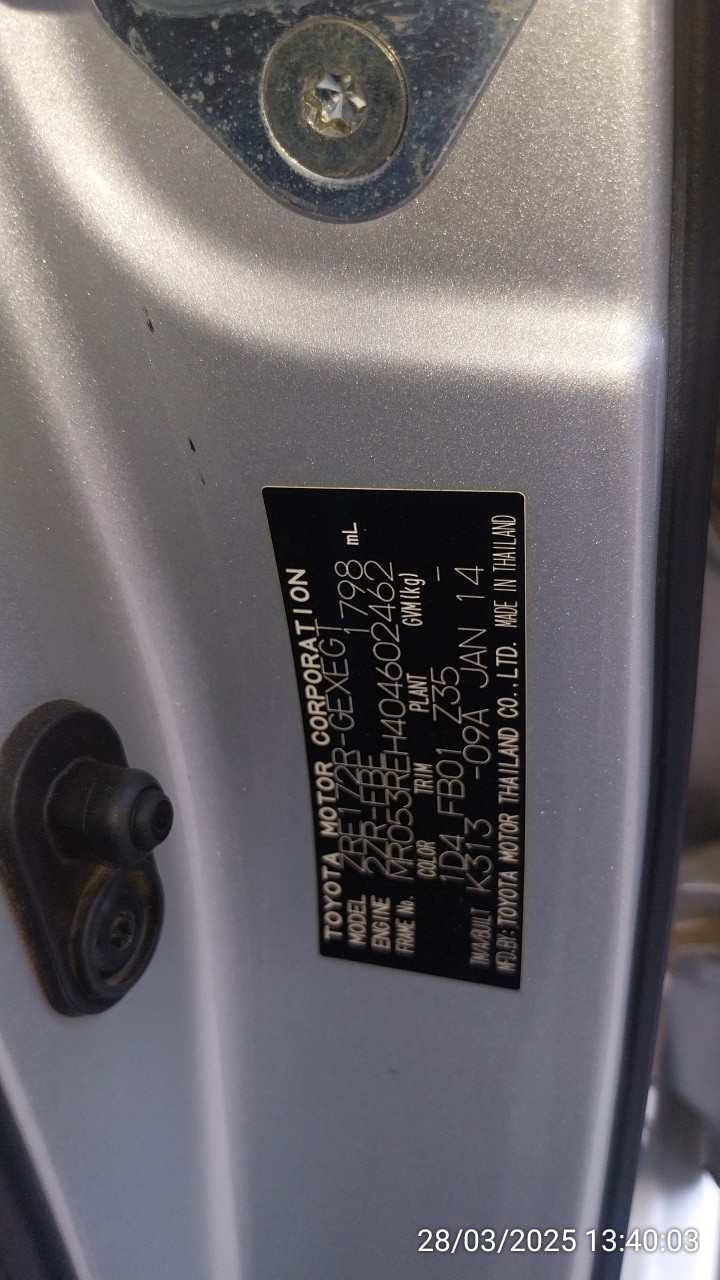 TOYOTA MOTOR CORPORATION
MODEL ZRE172R-GEXEGT
ENGINE 2ZR-FBE 1798 mL
FRAME No. MR053REH404602462
COLOR TRIM PLANT GVM(kg)
1D4 FB01 Z35 -
T/M/A/BUILT K313 -09A JAN 14
MFD.BY: TOYOTA MOTOR THAILAND CO.,LTD. MADE IN THAILAND
28/03/2025 13:40:03